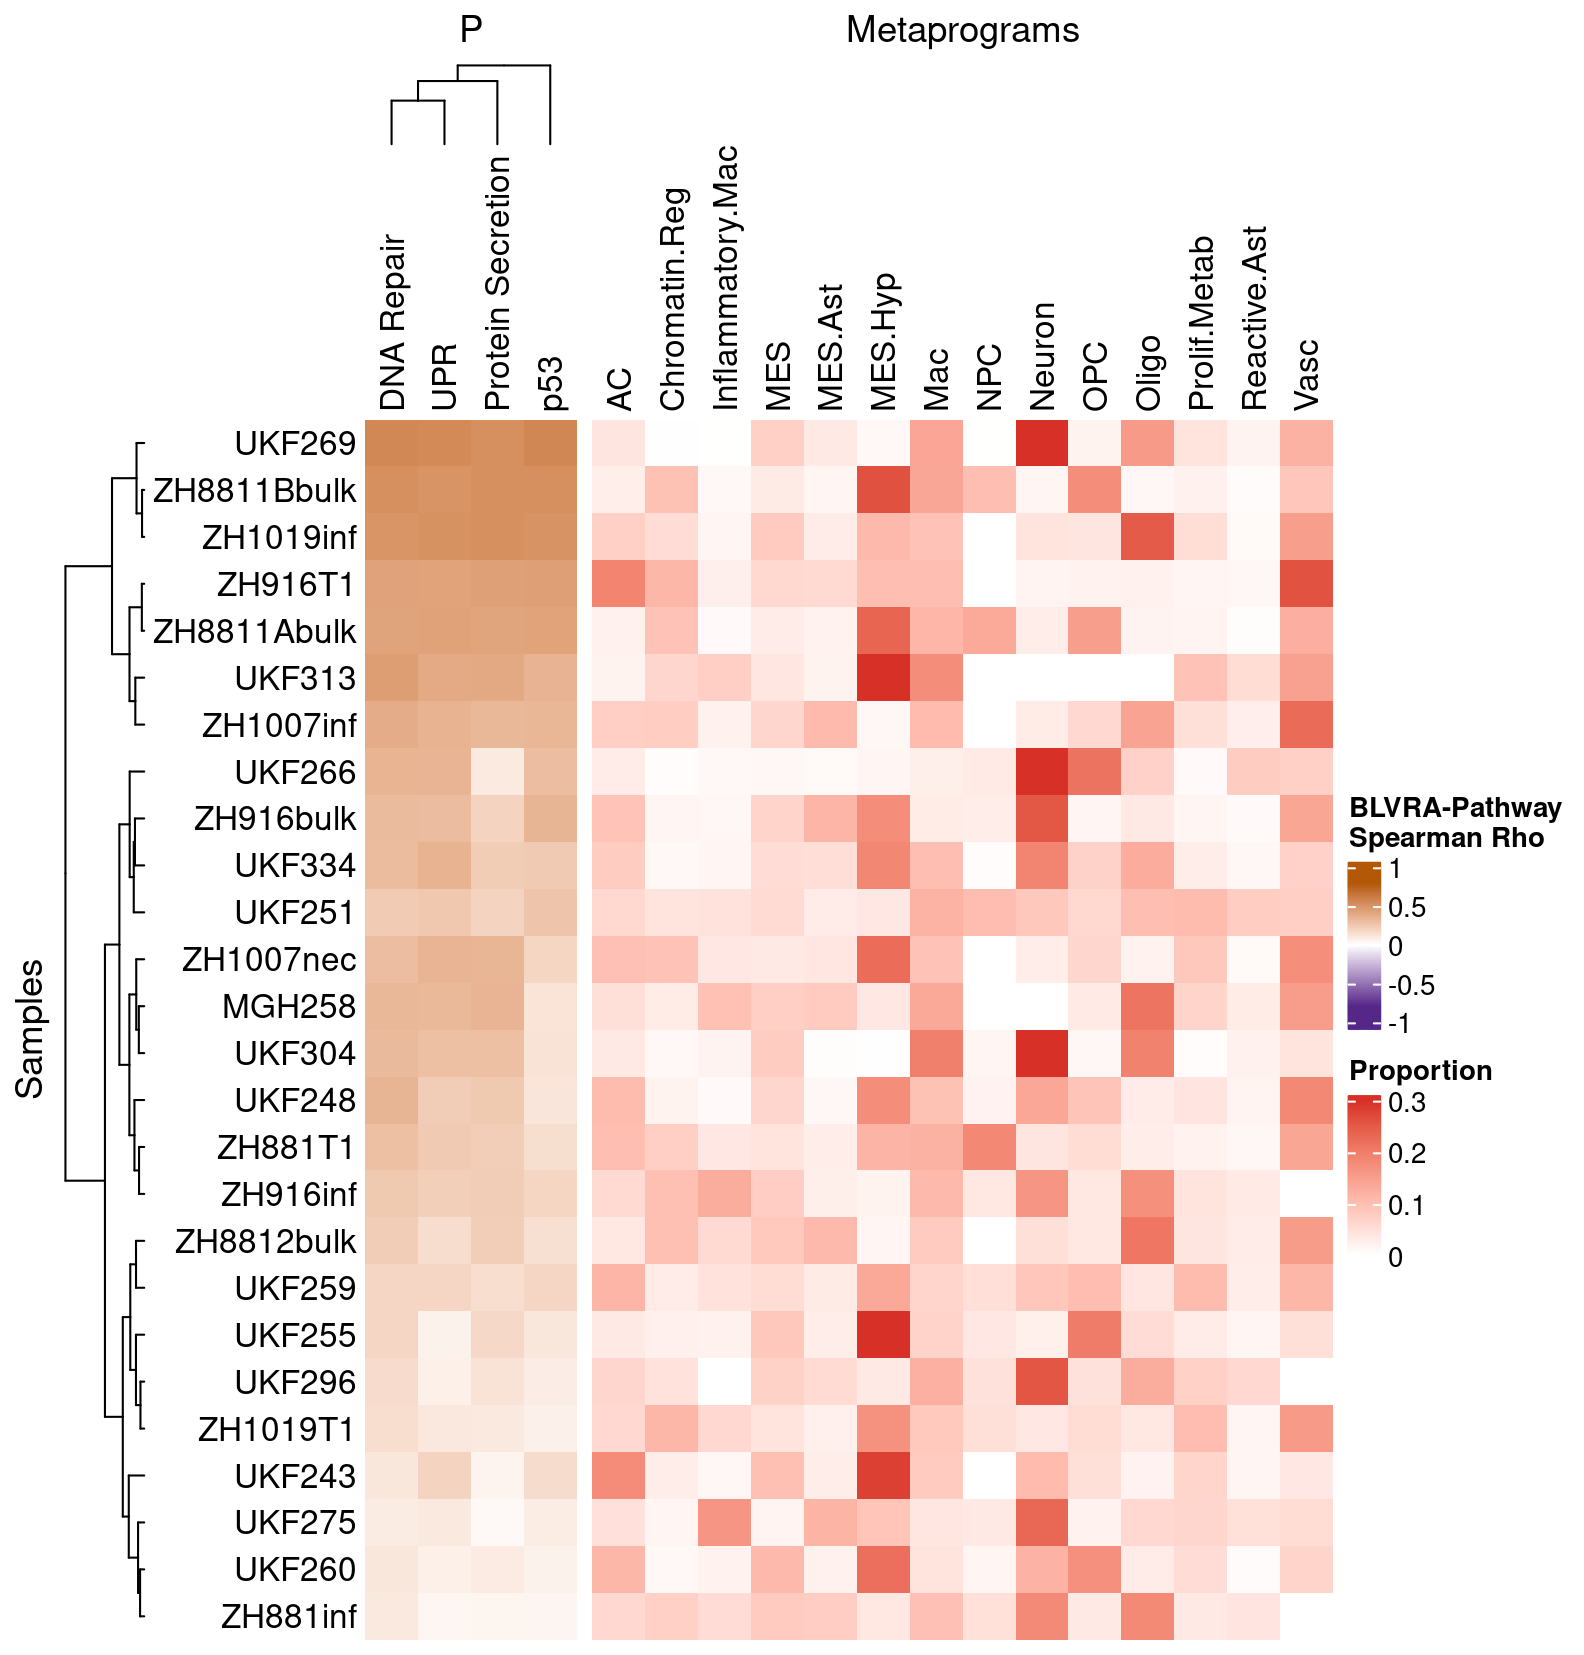 P
Metaprograms
DNA Repair
UPR
Protein Secretion
p53
AC
Chromatin.Reg
Inflammatory.Mac
MES
MES.Ast
MES.Hyp
Mac
NPC
Neuron
OPC
Oligo
Prolif.Metab
Reactive.Ast
Vasc
Samples
UKF269
ZH8811Bbulk
ZH1019inf
ZH916T1
ZH8811Abulk
UKF313
ZH1007inf
UKF266
ZH916bulk
UKF334
UKF251
ZH1007nec
MGH258
UKF304
UKF248
ZH881T1
ZH916inf
ZH8812bulk
UKF259
UKF255
UKF296
ZH1019T1
UKF243
UKF275
UKF260
ZH881inf
BLVRA-Pathway
Spearman Rho
1
0.5
0
-0.5
-1
Proportion
0.3
0.2
0.1
0